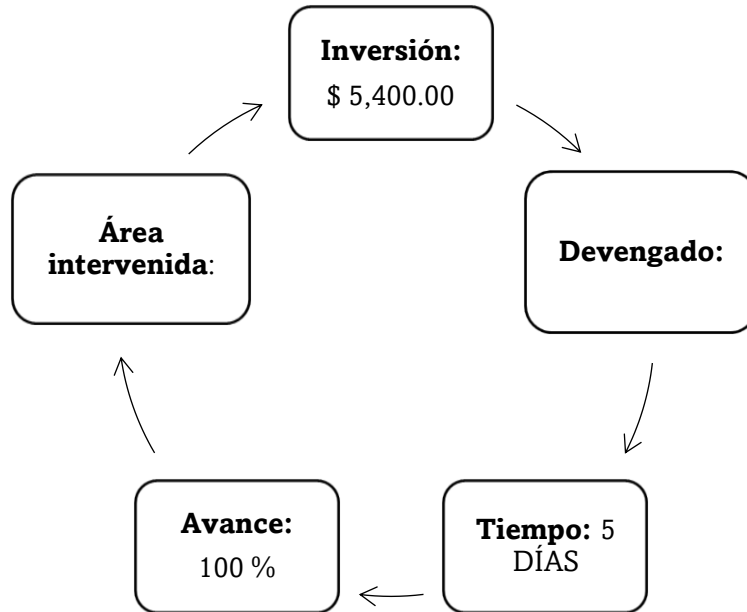 Inversión:
$ 5,400.00
Devengado:
Tiempo: 5
DÍAS
Avance:
100 %
Área
intervenida: